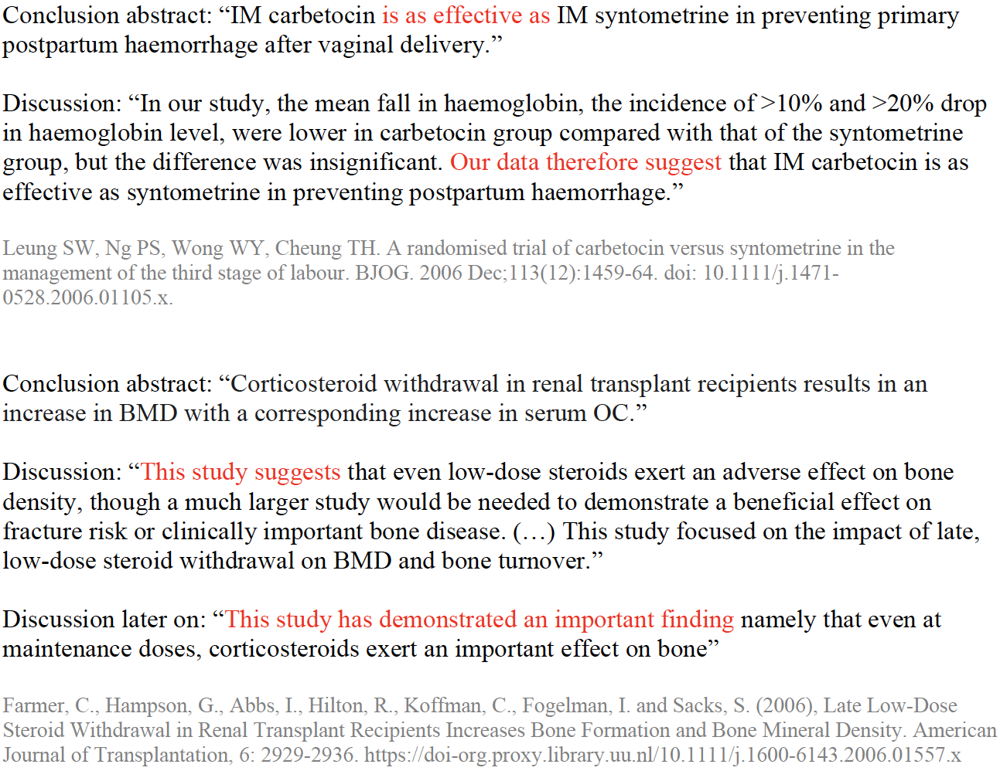 Conclusion abstract: “IM carbetocin is as effective as IM syntometrine in preventing primary
postpartum haemorrhage after vaginal delivery.”
Discussion: “In our study, the mean fall in haemoglobin, the incidence of >10% and >20% drop
in haemoglobin level, were lower in carbetocin group compared with that of the syntometrine
group, but the difference was insignificant. Our data therefore suggest that IM carbetocin is as
effective as syntometrine in preventing postpartum haemorrhage.”
Leung SW, Ng PS, Wong WY, Cheung TH. A randomised trial of carbetocin versus syntometrine in the
management of the third stage of labour. BJOG. 2006 Dec;113(12):1459-64. doi: 10.1111/j.1471-
0528.2006.01105.x.
Conclusion abstract: “Corticosteroid withdrawal in renal transplant recipients results in an
increase in BMD with a corresponding increase in serum OC.”
Discussion: “This study suggests that even low-dose steroids exert an adverse effect on bone
density, though a much larger study would be needed to demonstrate a beneficial effect on
fracture risk or clinically important bone disease. (…) This study focused on the impact of late,
low-dose steroid withdrawal on BMD and bone turnover.”
Discussion later on: “This study has demonstrated an important finding namely that even at
maintenance doses, corticosteroids exert an important effect on bone”
Farmer, C., Hampson, G., Abbs, I., Hilton, R., Koffman, C., Fogelman, I. and Sacks, S. (2006), Late Low-Dose
Steroid Withdrawal in Renal Transplant Recipients Increases Bone Formation and Bone Mineral Density. American
Journal of Transplantation, 6: 2929-2936. https://doi-org.proxy.library.uu.nl/10.1111/j.1600-6143.2006.01557.x